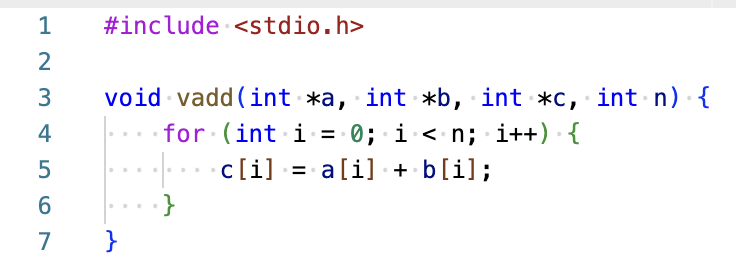 1 #include <stdio.h>
2
3 void vadd(int *a, int *b, int *c, int n) {
4     for (int i = 0; i < n; i++) {
5         c[i] = a[i] + b[i];
6     }
7 }